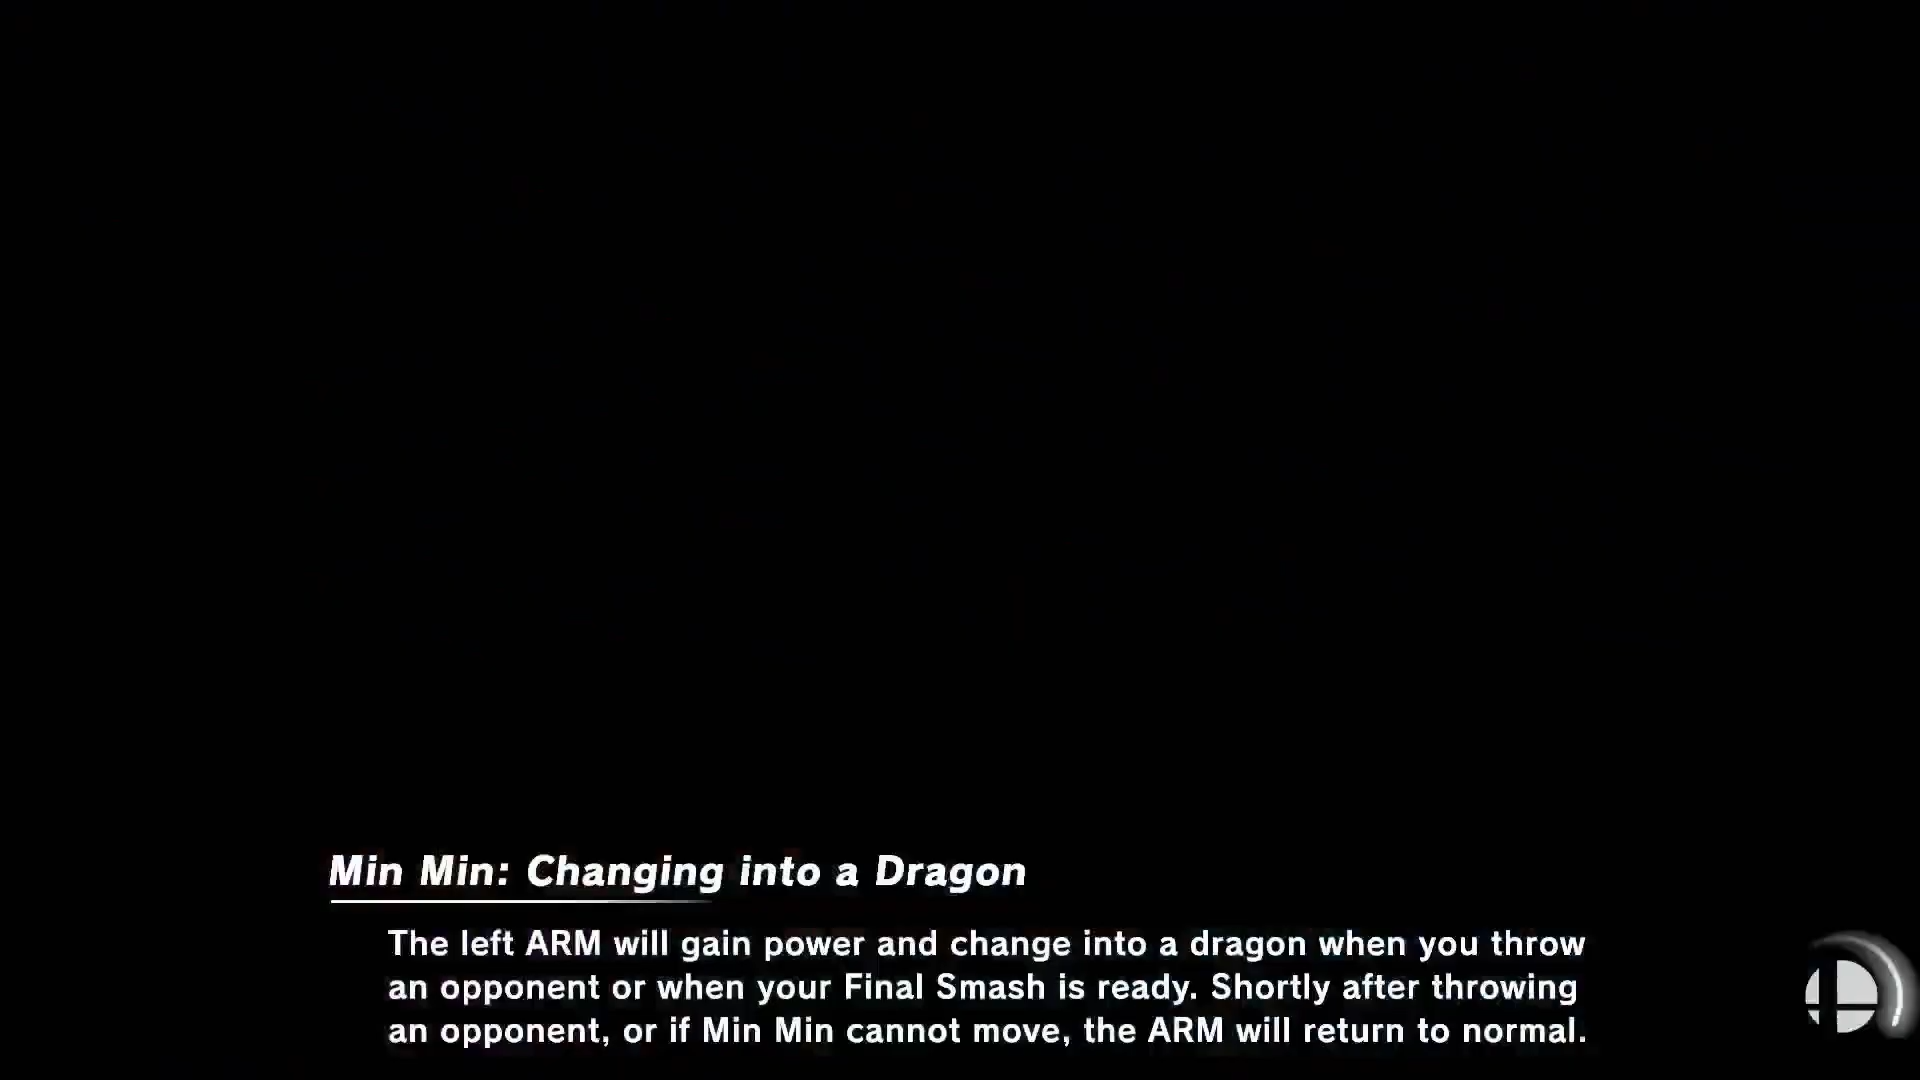 Min Min: Changing into a Dragon
The left ARM will gain power and change into a dragon when you throw
an opponent or when your Final Smash is ready. Shortly after throwing
an opponent, or if Min Min cannot move, the ARM will return to normal.